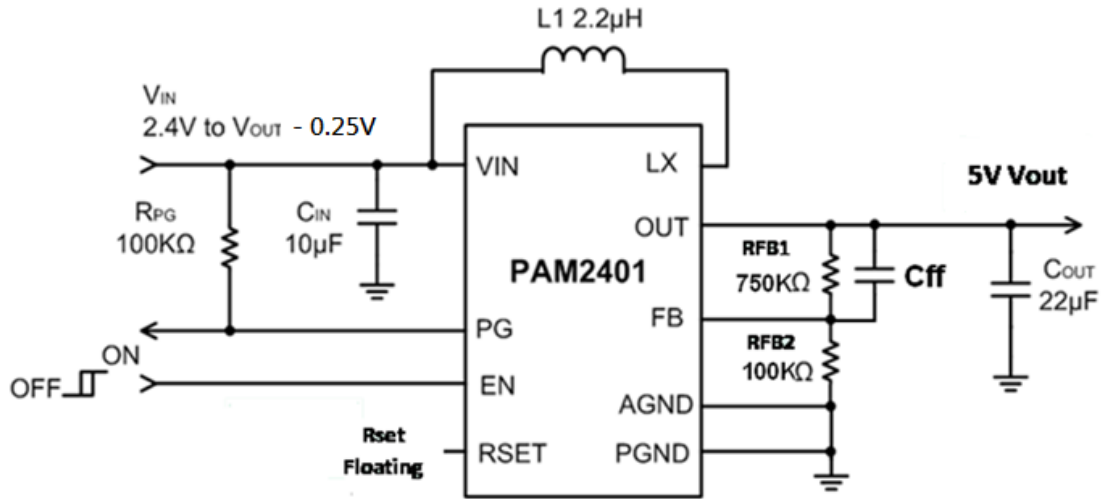 L1 2.2µH
VIN
2.4V to VOUT - 0.25V
RPG
100KΩ
CIN
10µF
VIN
LX
5V Vout
OUT
RFB1
750KΩ
Cff
COUT
22µF
PAM2401
FB
RFB2
100KΩ
PG
ON
OFF
EN
AGND
Rset
Floating
RSET
PGND